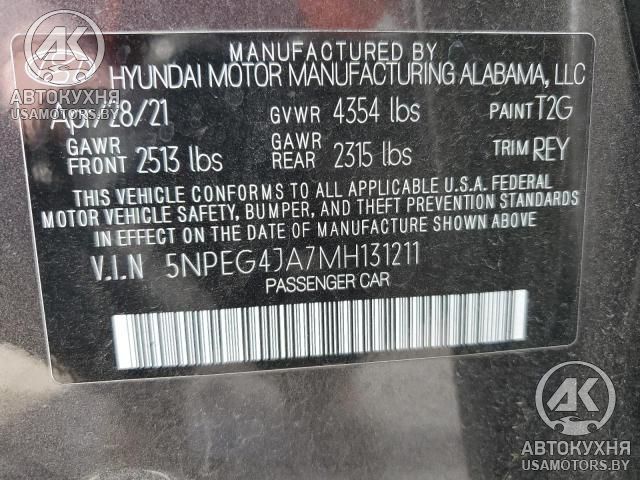 MANUFACTURED BY
HYUNDAI MOTOR MANUFACTURING ALABAMA, LLC
АВТОКУХНЯ
USAMOTORS.BY
Apr/28/21 GVWR 4354 lbs PAINT T2G
GAWR FRONT 2513 lbs GAWR REAR 2315 lbs TRIM REY
THIS VEHICLE CONFORMS TO ALL APPLICABLE U.S.A. FEDERAL
MOTOR VEHICLE SAFETY, BUMPER, AND THEFT PREVENTION STANDARDS
IN EFFECT ON THE DATE OF MANUFACTURE SHOWN ABOVE.
V.I.N 5NPEG4JA7MH131211
PASSENGER CAR
АК
АВТОКУХНЯ
USAMOTORS.BY